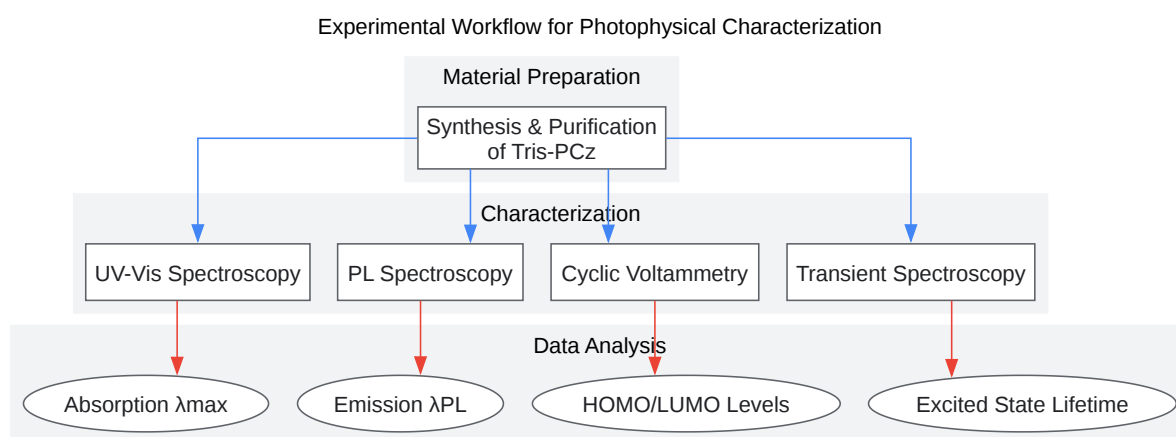 Experimental Workflow for Photophysical Characterization
Material Preparation
Synthesis & Purification
of Tris-PCz
Characterization
UV-Vis Spectroscopy
PL Spectroscopy
Cyclic Voltammetry
Transient Spectroscopy
Data Analysis
Absorption λmax
Emission λPL
HOMO/LUMO Levels
Excited State Lifetime